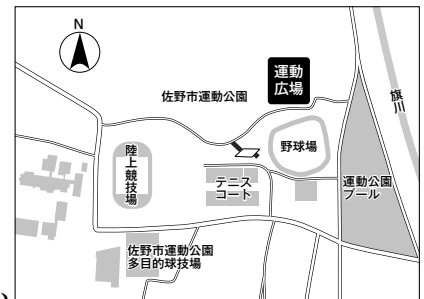 N
運動
広場
佐野市運動公園
旗川
陸上競技場
野球場
テニス
コート
運動公園
プール
佐野市運動公園
多目的球技場